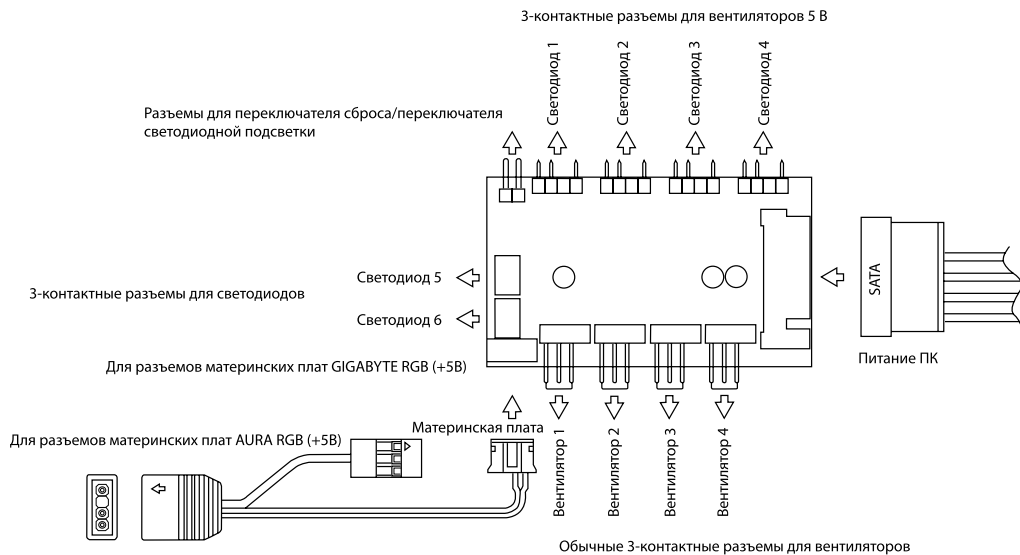 3-контактные разъемы для вентиляторов 5 В
Светодиод 1
Светодиод 2
Светодиод 3
Светодиод 4
Разъемы для переключателя сброса/переключателя
светодиодной подсветки
Светодиод 5
3-контактные разъемы для светодиодов
Светодиод 6
SATA
Питание ПК
Для разъемов материнских плат GIGABYTE RGB (+5В)
Материнская плата
Для разъемов материнских плат AURA RGB (+5В)
Вентилятор 1
Вентилятор 2
Вентилятор 3
Вентилятор 4
Обычные 3-контактные разъемы для вентиляторов